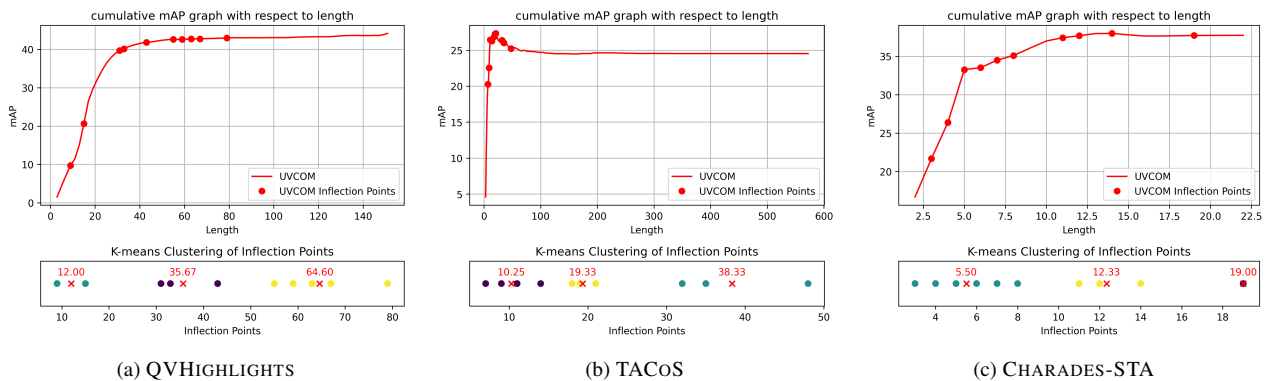 cumulative mAP graph with respect to length
mAP
40
30
20
10
0
UVCOM
UVCOM Inflection Points
0 20 40 60 80 100 120 140
Length
K-means Clustering of Inflection Points
12.00 35.67 64.60
10 20 30 40 50 60 70 80
Inflection Points
(a) QVHIGHLIGHTS
cumulative mAP graph with respect to length
mAP
25
20
15
10
5
UVCOM
UVCOM Inflection Points
0 100 200 300 400 500 600
Length
K-means Clustering of Inflection Points
10.25 19.33 38.33
10 20 30 40 50
Inflection Points
(b) TACOS
cumulative mAP graph with respect to length
mAP
35
30
25
20
UVCOM
UVCOM Inflection Points
2.5 5.0 7.5 10.0 12.5 15.0 17.5 20.0 22.5
Length
K-means Clustering of Inflection Points
5.50 12.33 19.00
4 6 8 10 12 14 16 18
Inflection Points
(c) CHARADES-STA